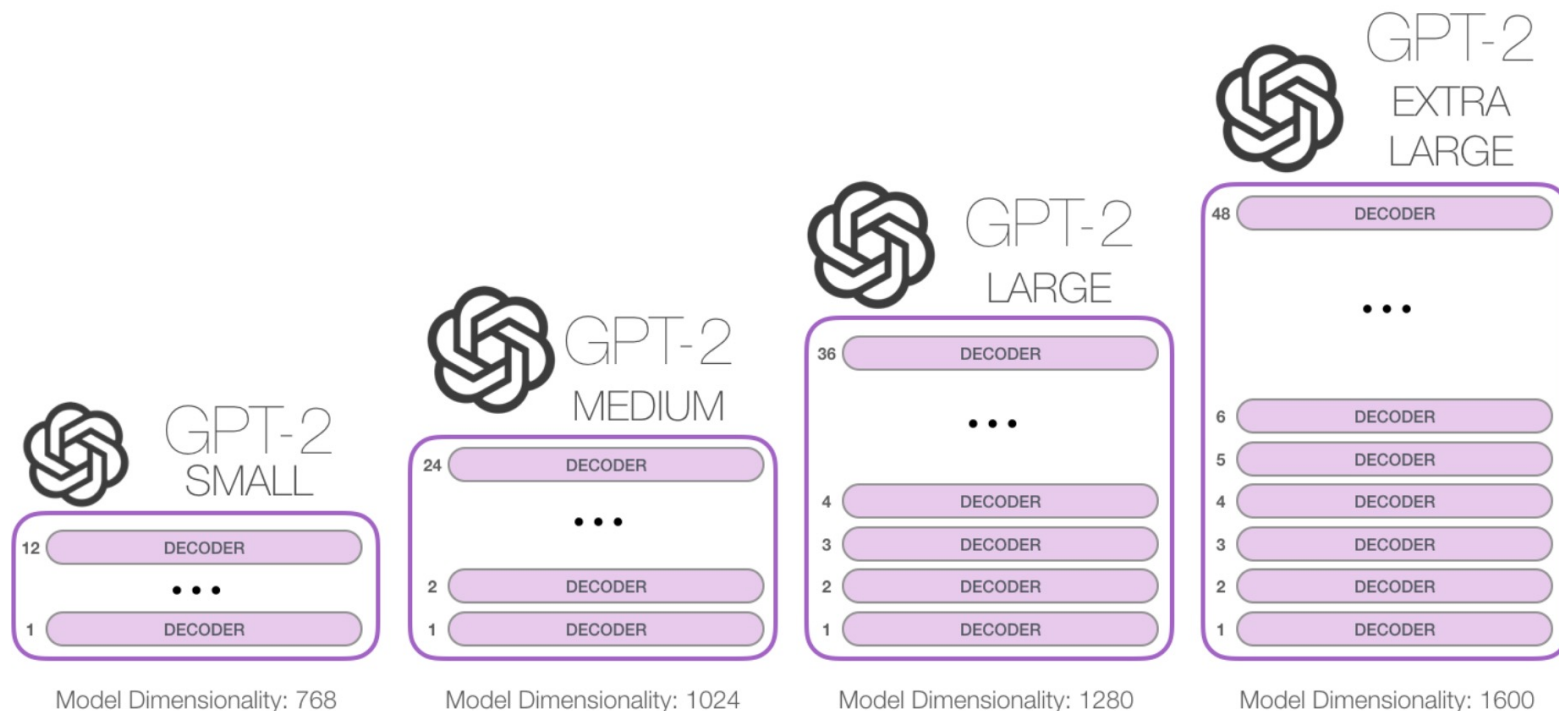 GPT-2
SMALL
12 DECODER
...
1 DECODER
Model Dimensionality: 768
GPT-2
MEDIUM
24 DECODER
...
2 DECODER
1 DECODER
Model Dimensionality: 1024
GPT-2
LARGE
36 DECODER
...
4 DECODER
3 DECODER
2 DECODER
1 DECODER
Model Dimensionality: 1280
GPT-2
EXTRA
LARGE
48 DECODER
...
6 DECODER
5 DECODER
4 DECODER
3 DECODER
2 DECODER
1 DECODER
Model Dimensionality: 1600